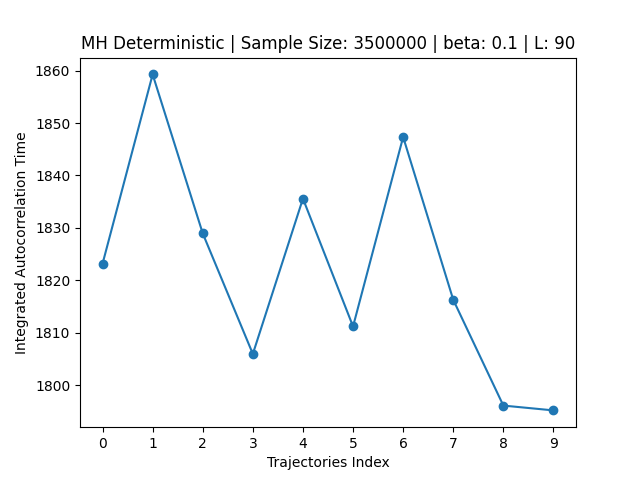 MH Deterministic | Sample Size: 3500000 | beta: 0.1 | L: 90
Integrated Autocorrelation Time
1860
1850
1840
1830
1820
1810
1800
0 1 2 3 4 5 6 7 8 9
Trajectories Index